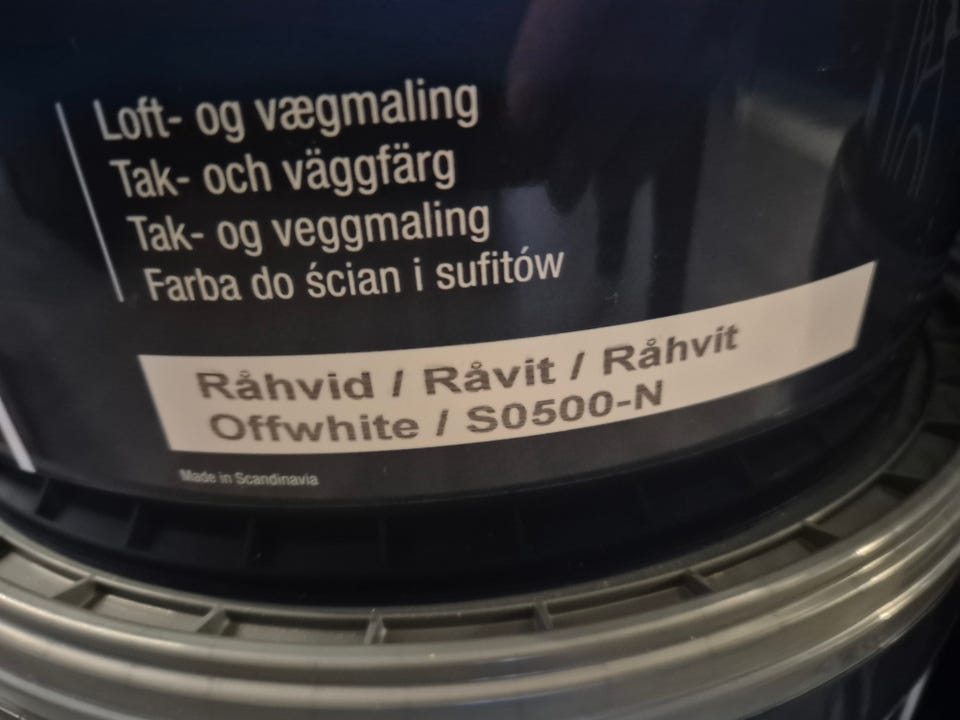 Loft- og vægmaling
Tak- och väggfärg
Tak- og veggmaling
Farba do ścian i sufitów
Råhvid / Råvit / Råhvit
Offwhite / S0500-N
Made in Scandinavia